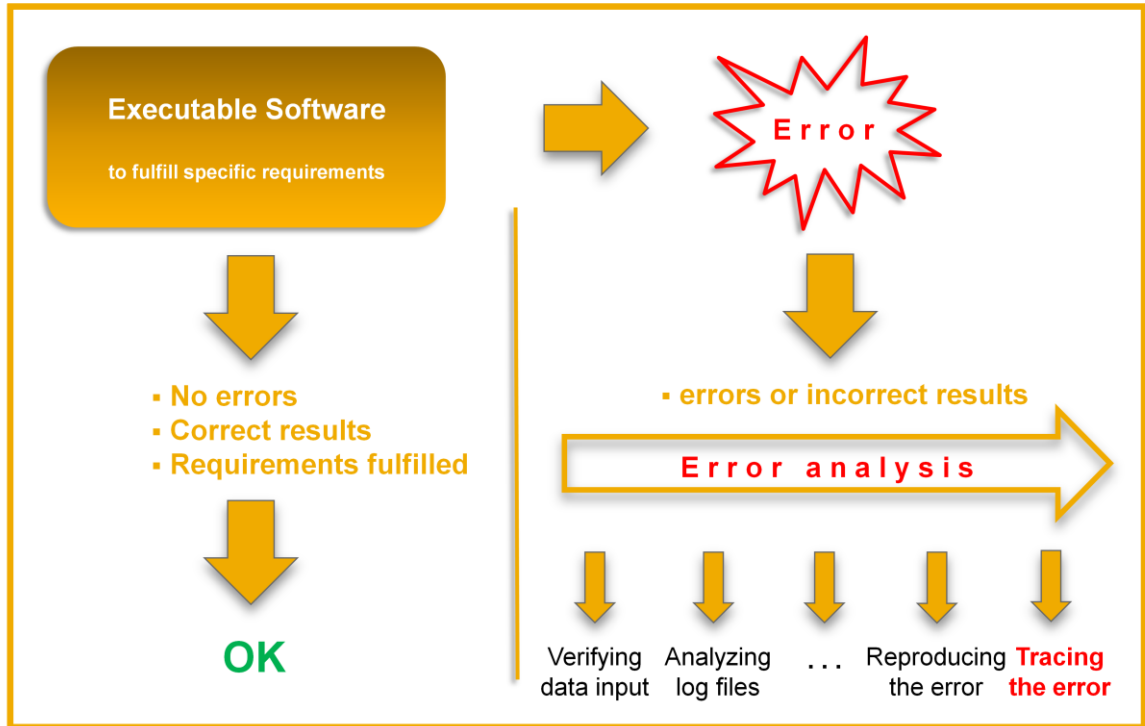 Executable Software
to fulfill specific requirements
Error
▪ No errors
▪ Correct results
▪ Requirements fulfilled
OK
▪ errors or incorrect results
Error analysis
Verifying
data input
Analyzing
log files
...
Reproducing
the error
Tracing
the error